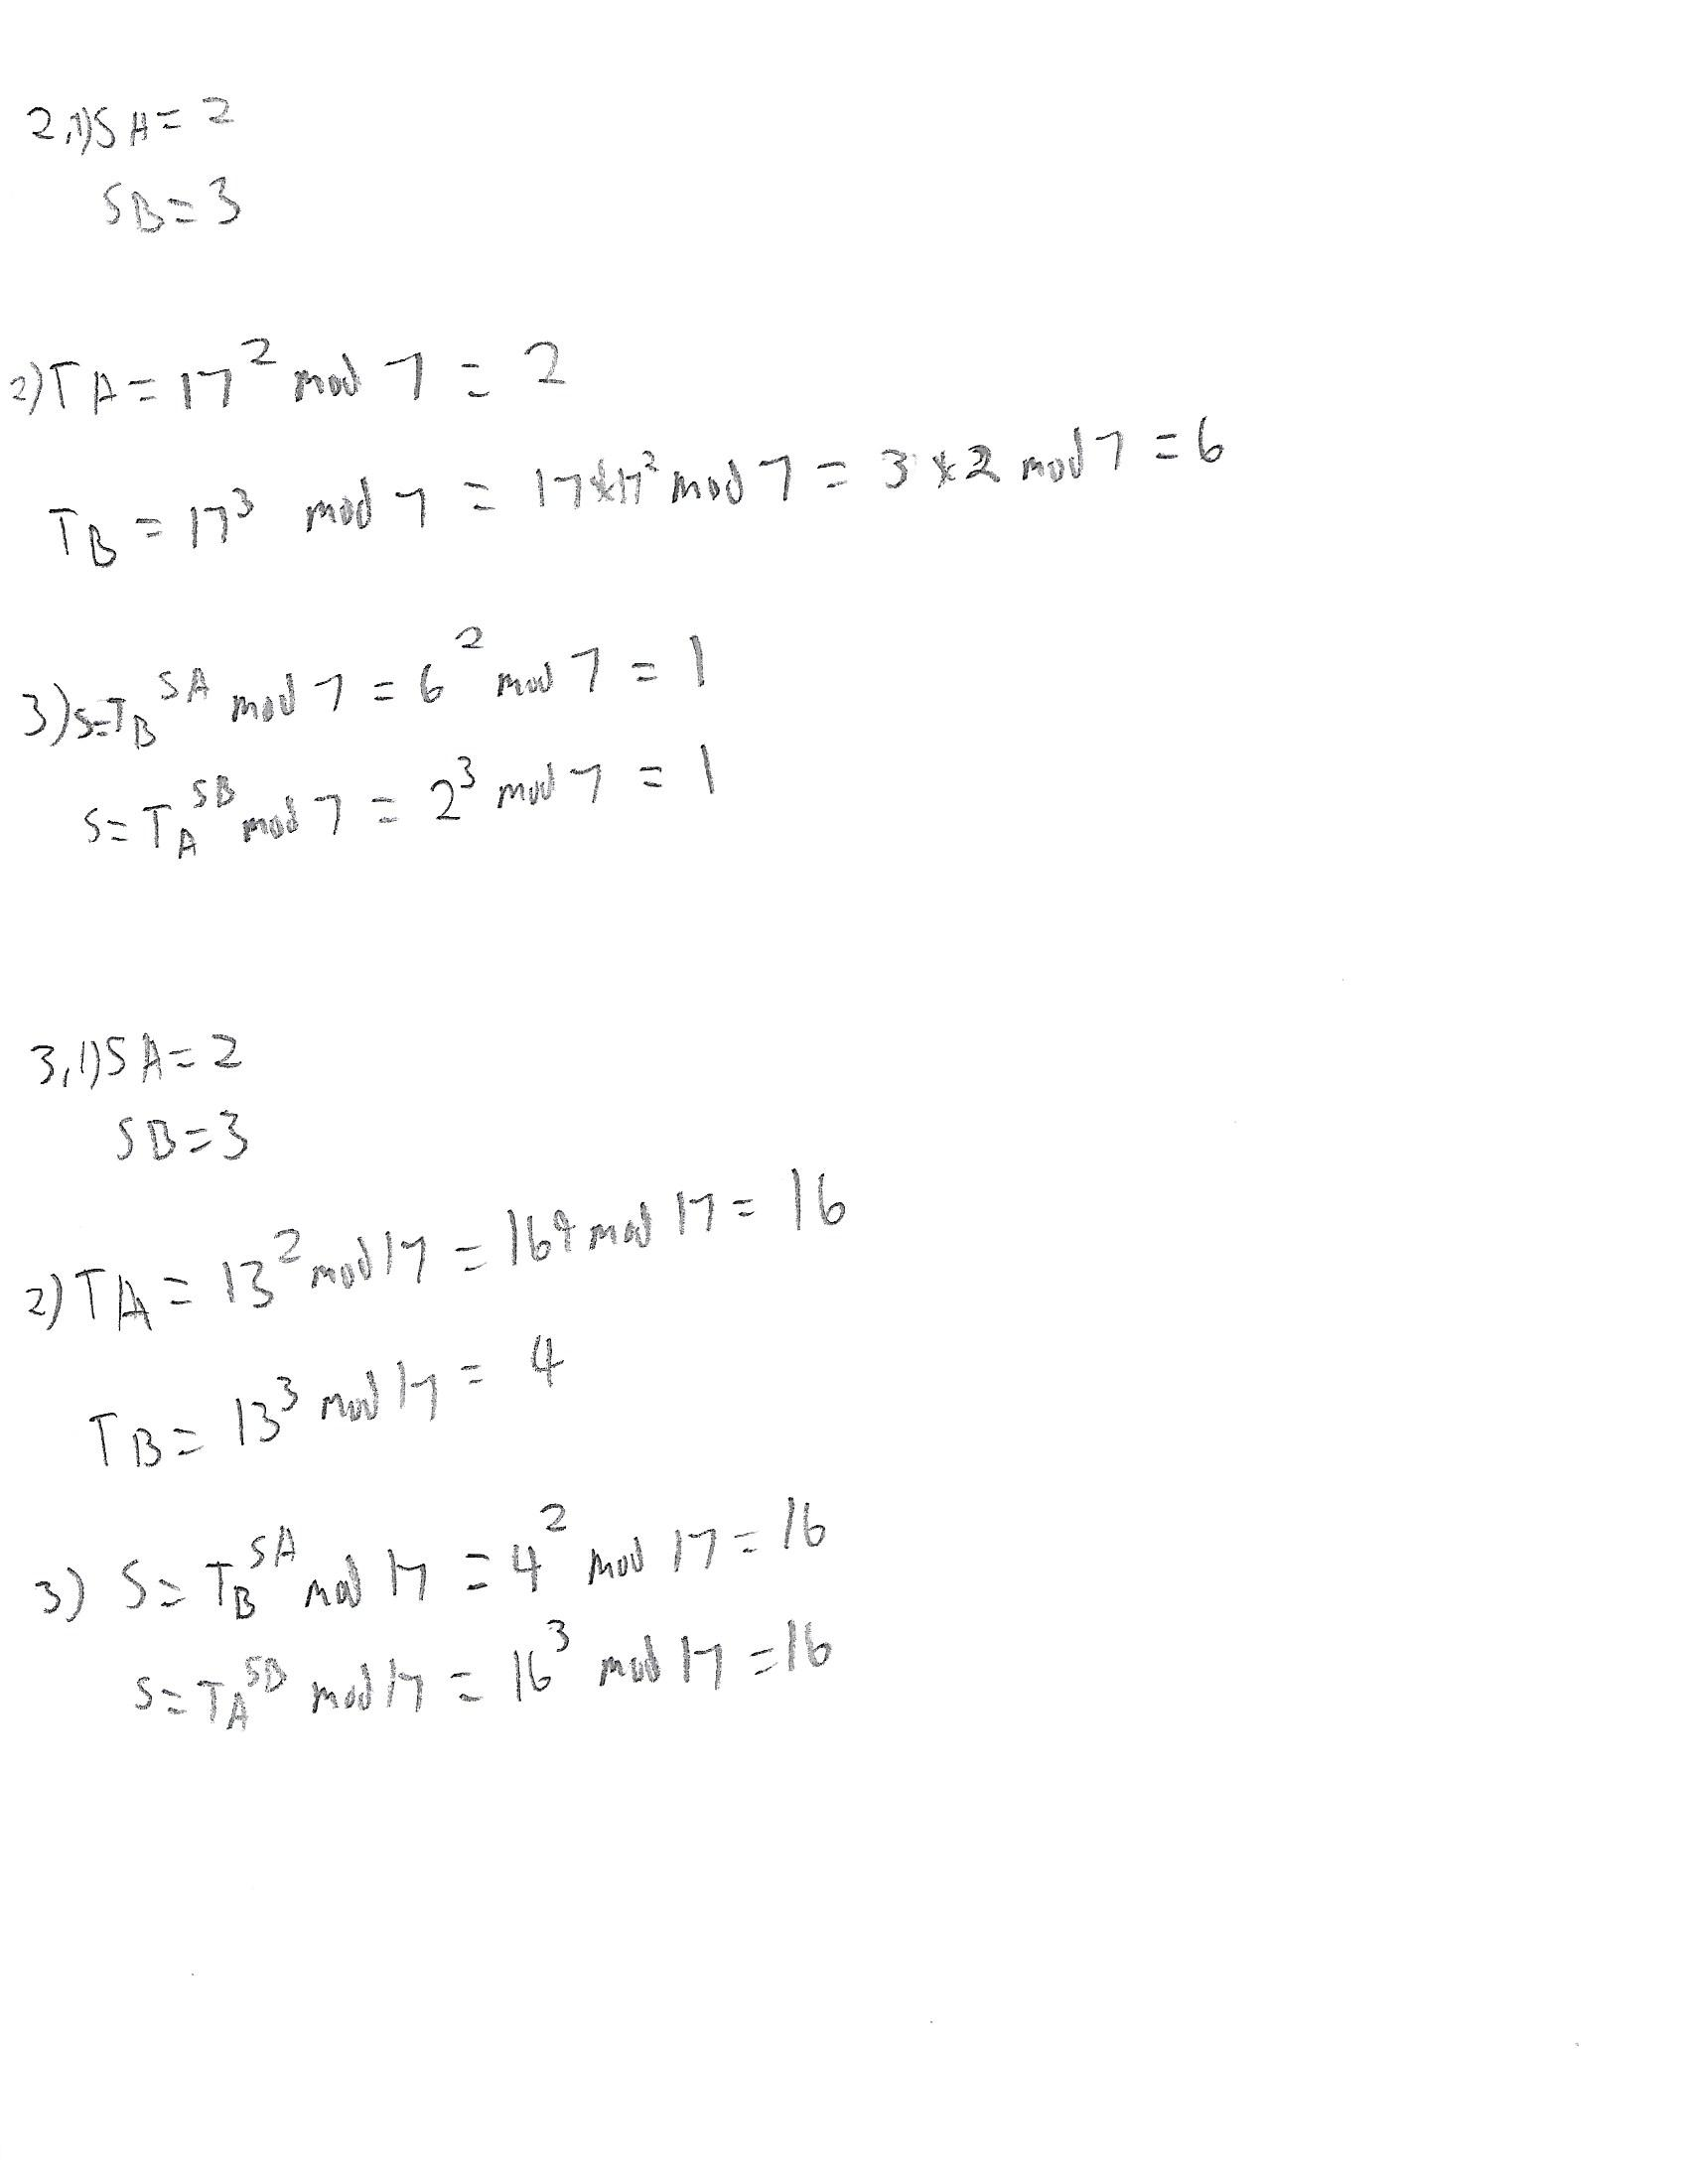 2,1) SA = 2
SB = 3
2) TA = 17² mod 7 = 2
TB = 17³ mod 7 = 17*17² mod 7 = 3 * 2 mod 7 = 6
3) S=TB^SA mod 7 = 6² mod 7 = 1
S= TA^SB mod 7 = 2³ mod 7 = 1
3,1) SA = 2
SB = 3
2) TA = 13² mod 17 = 169 mod 17 = 16
TB = 13³ mod 17 = 4
3) S = TB^SA mod 17 = 4² mod 17 = 16
S = TA^SB mod 17 = 16³ mod 17 = 16